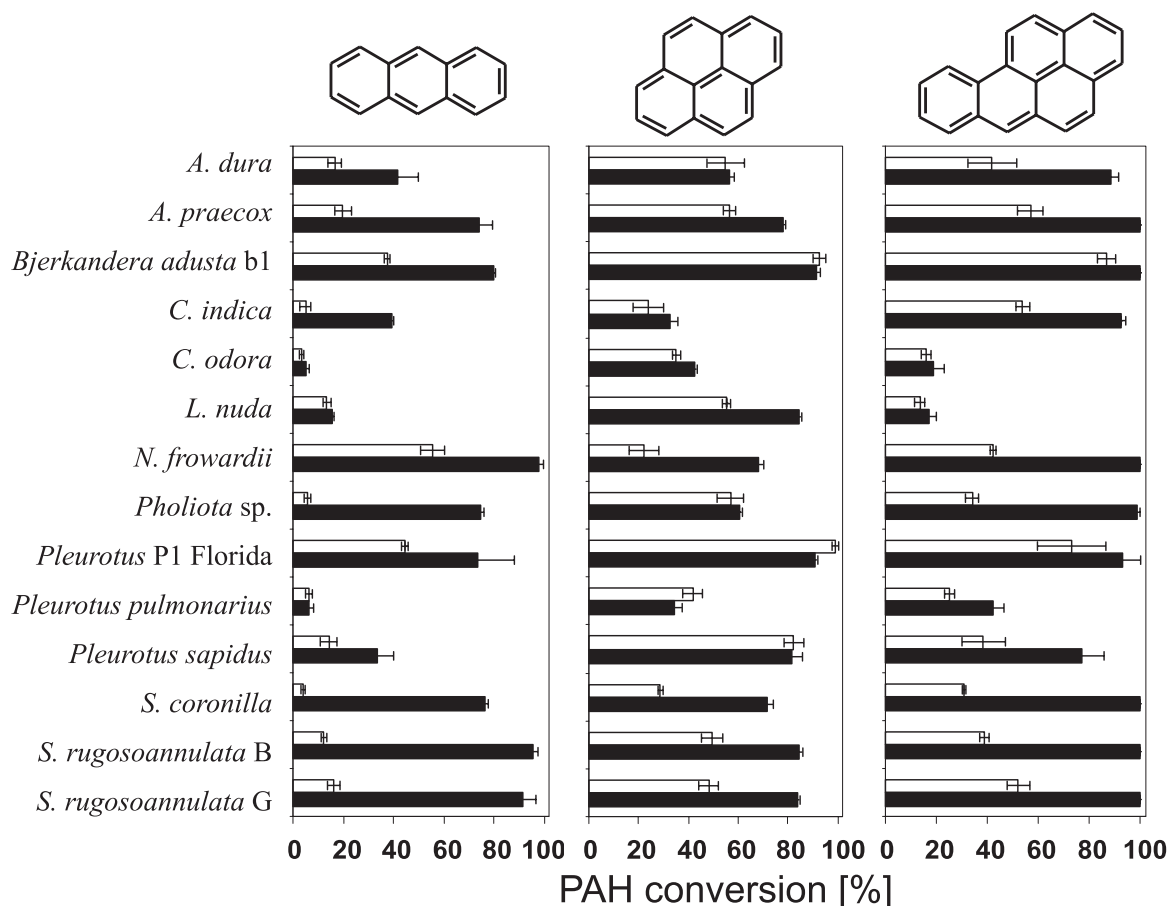 A. dura
A. praecox
Bjerkandera adusta b1
C. indica
C. odora
L. nuda
N. frowardii
Pholiota sp.
Pleurotus P1 Florida
Pleurotus pulmonarius
Pleurotus sapidus
S. coronilla
S. rugosoannulata B
S. rugosoannulata G
0 20 40 60 80 100 0 20 40 60 80 100 0 20 40 60 80 100
PAH conversion [%]